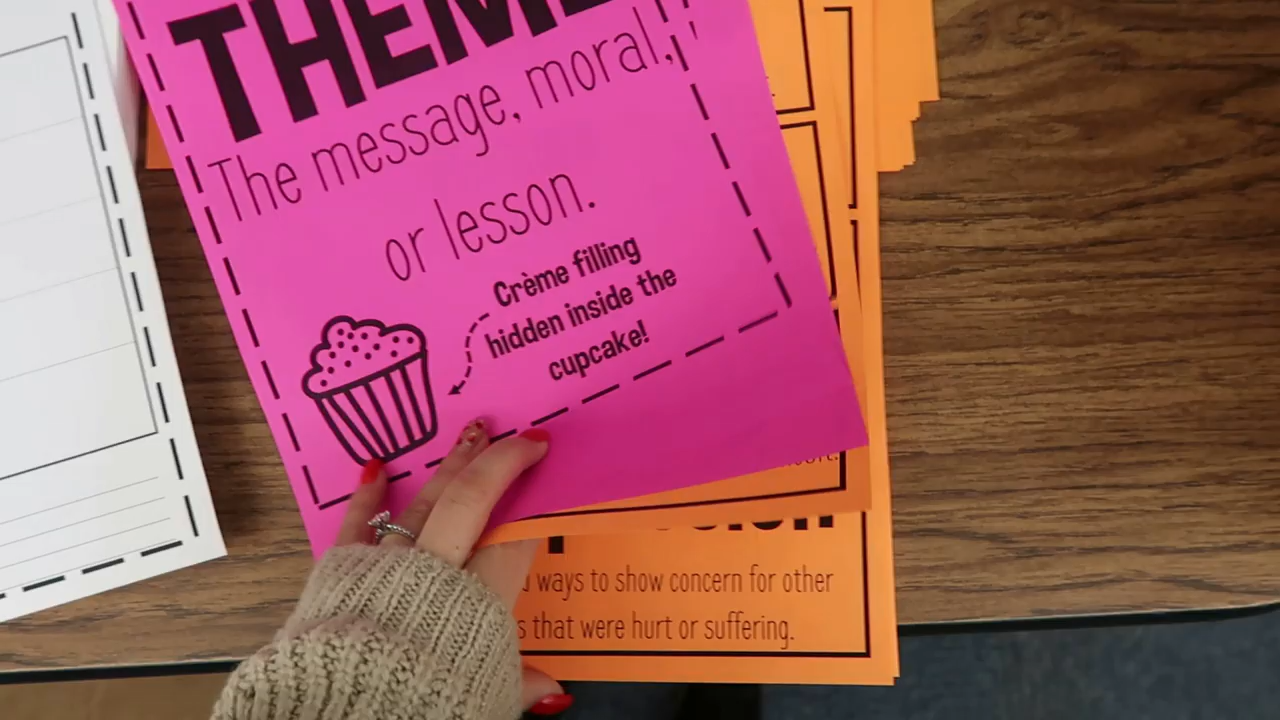 THEME
The message, moral,
or lesson.
Crème filling
hidden inside the
cupcake!
ways to show concern for other
that were hurt or suffering.